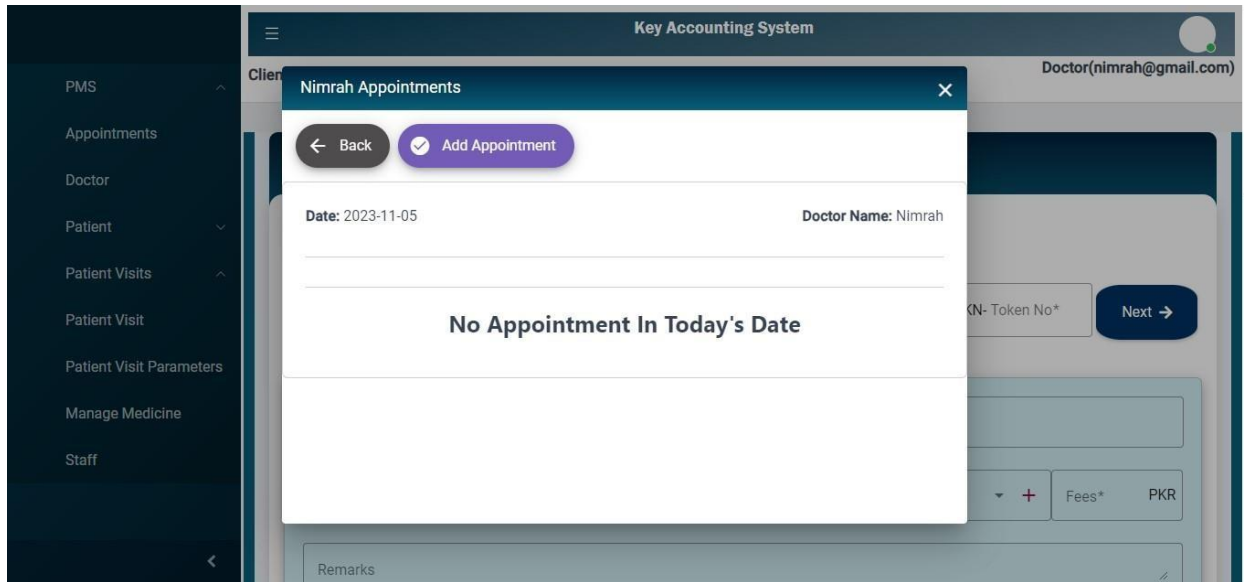 Key Accounting System
Clien
Doctor(nimrah@gmail.com)
PMS
Appointments
Doctor
Patient
Patient Visits
Patient Visit
Patient Visit Parameters
Manage Medicine
Staff
Nimrah Appointments
Back
Add Appointment
Date: 2023-11-05
Doctor Name: Nimrah
No Appointment In Today's Date
KN- Token No*
Next
Fees* PKR
Remarks